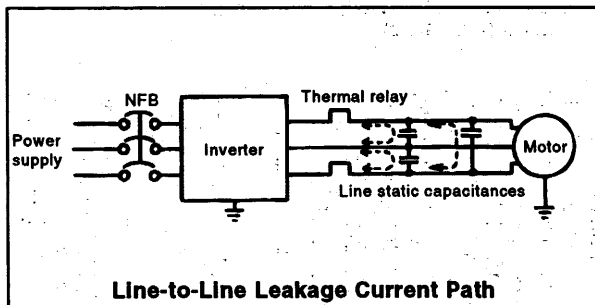 NFB
Thermal relay
Power
supply
Inverter
Motor
Line static capacitances
Line-to-Line Leakage Current Path